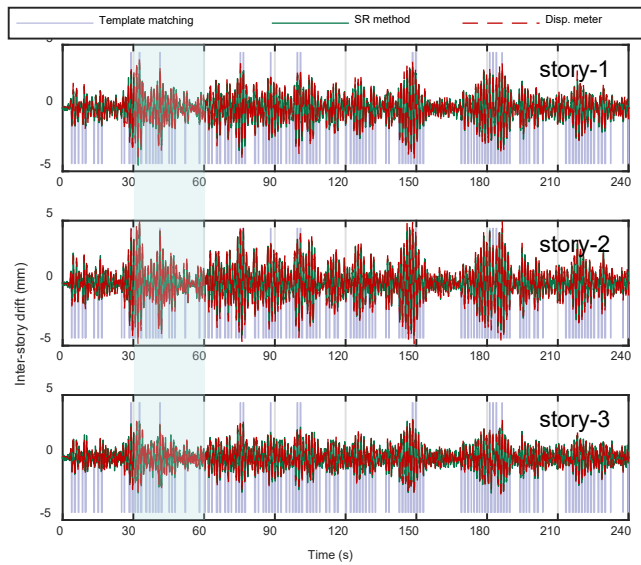 Template matching SR method Disp. meter
5
0
-5
story-1
0 30 60 90 120 150 180 210 240
5
0
-5
story-2
0 30 60 90 120 150 180 210 240
Inter-story drift (mm)
5
0
-5
story-3
0 30 60 90 120 150 180 210 240
Time (s)